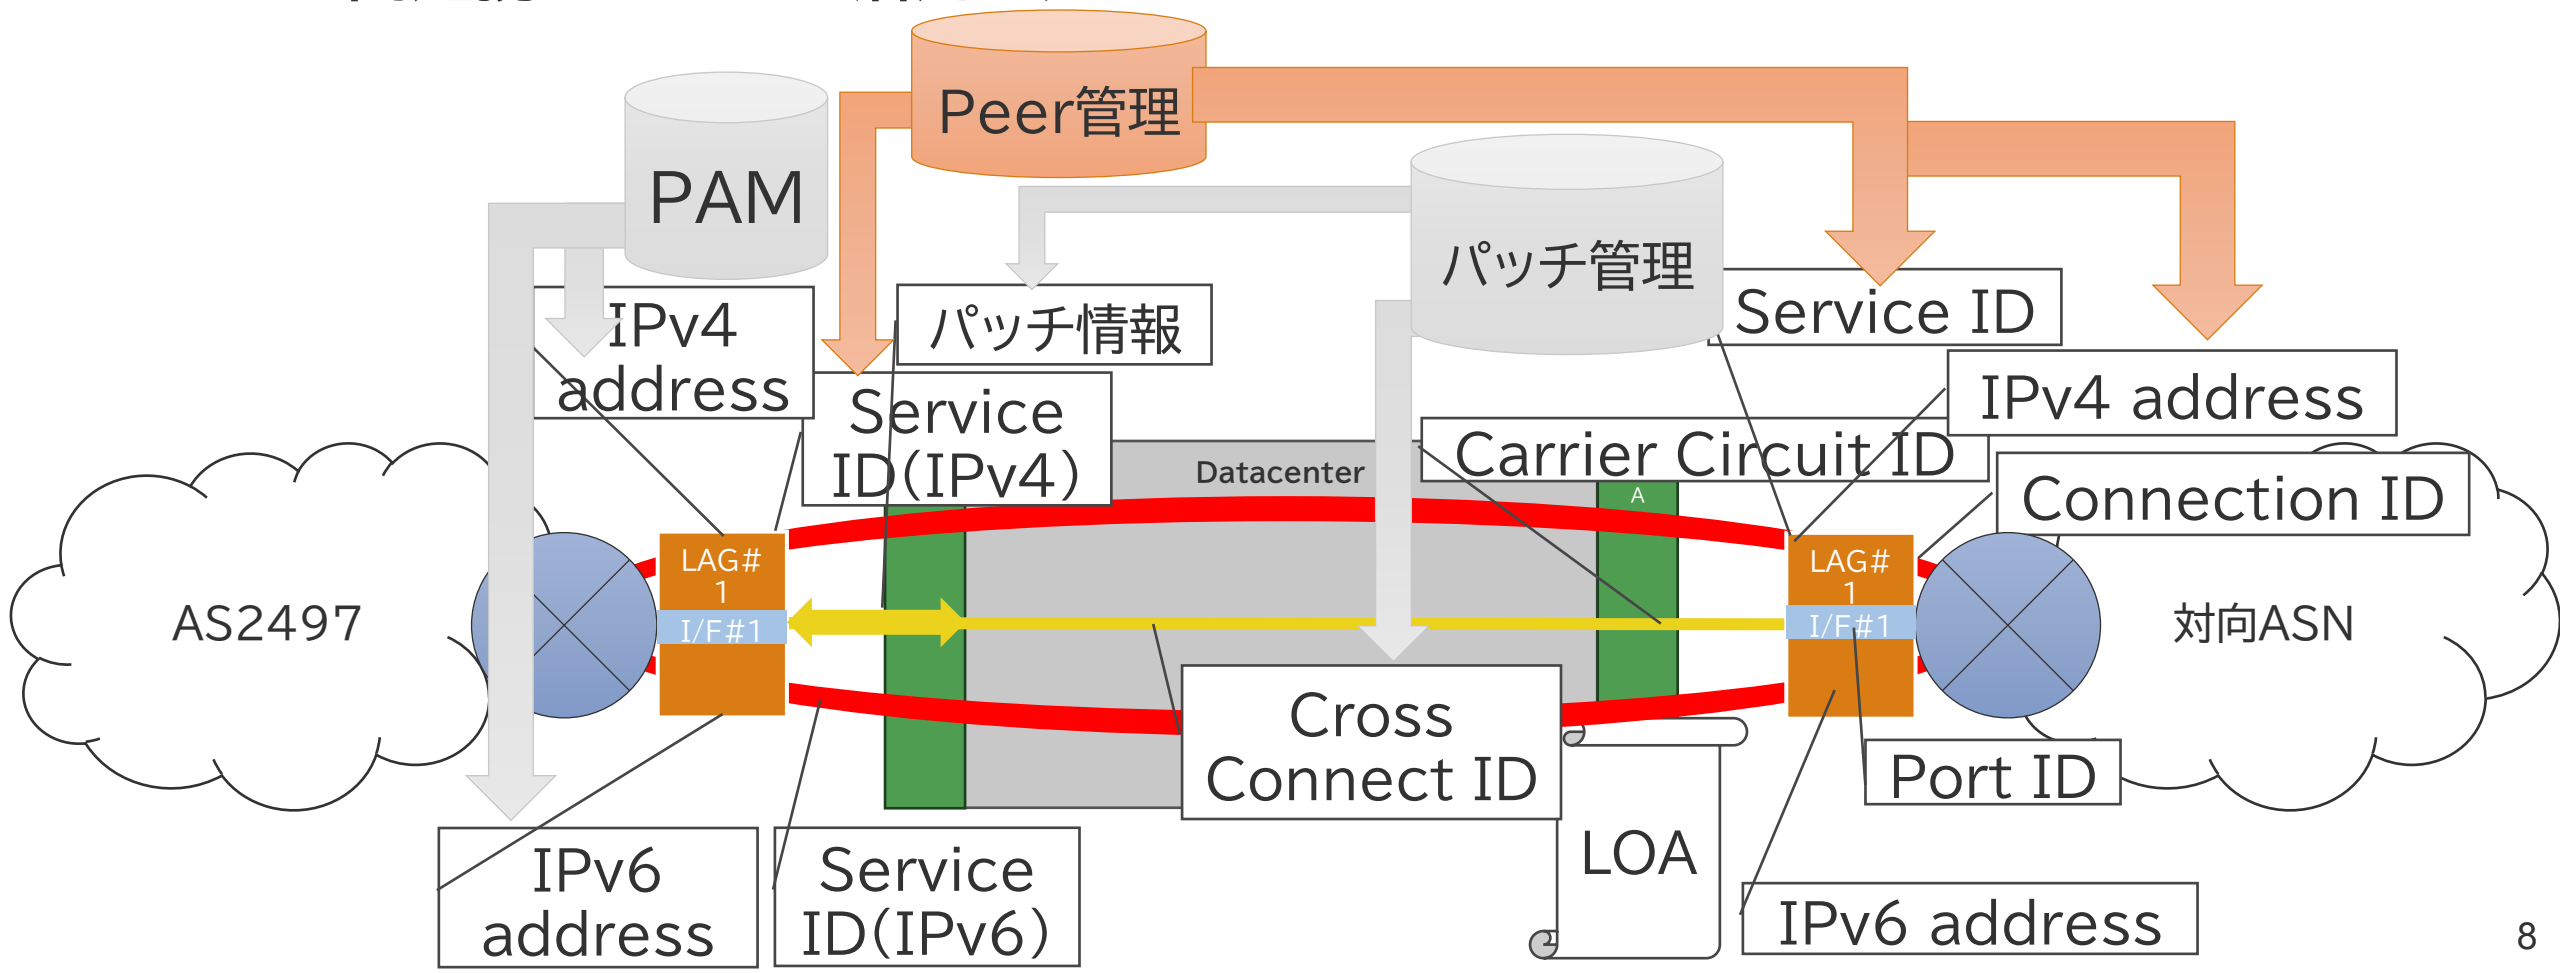 Peer管理
PAM
パッチ管理
IPv4
address
パッチ情報
Service ID
IPv4 address
Service
ID(IPv4)
Datacenter
Carrier Circuit ID
A
Connection ID
LAG#
1
I/F#1
LAG#
1
I/F#1
AS2497
対向ASN
Cross
Connect ID
Port ID
LOA
IPv6
address
Service
ID(IPv6)
IPv6 address
8